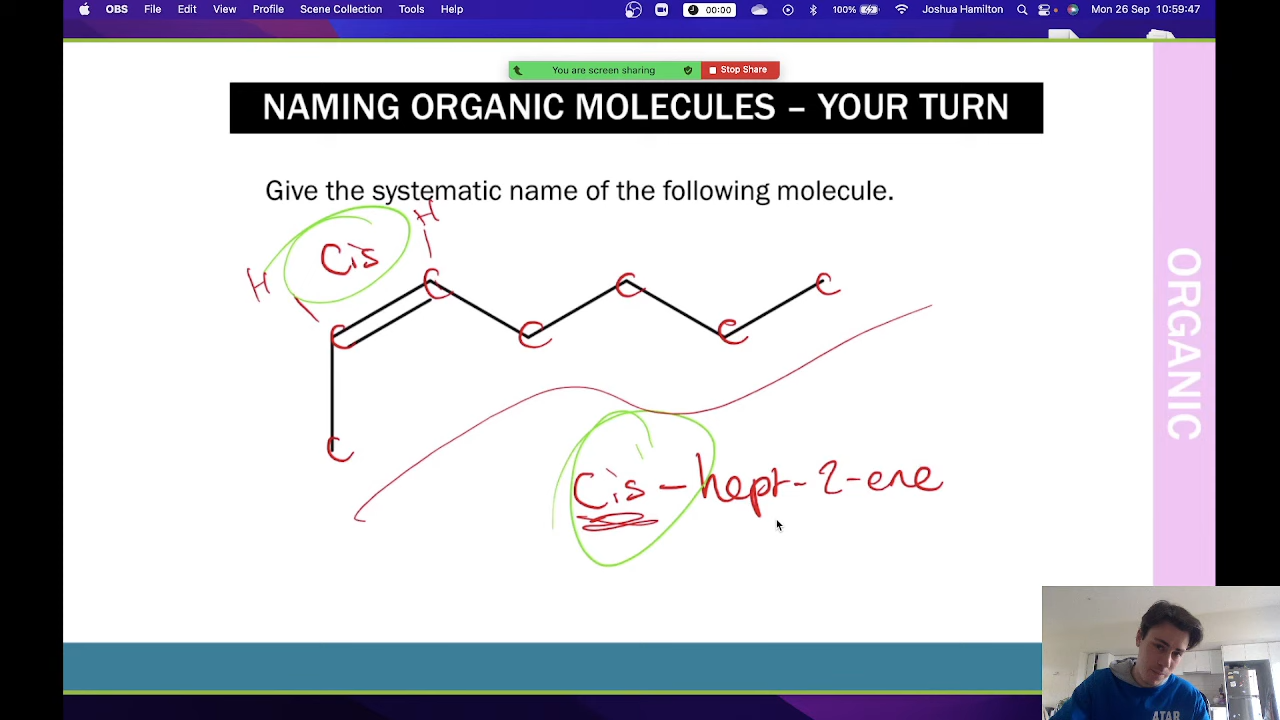 OBS File Edit View Profile Scene Collection Tools Help 00:00 100% Joshua Hamilton Mon 26 Sep 10:59:47
You are screen sharing Stop Share
NAMING ORGANIC MOLECULES – YOUR TURN
Give the systematic name of the following molecule.
H
Cis
H
C C C
C C C
C
Cis - hept-2-ene
ORGANIC
ATAR